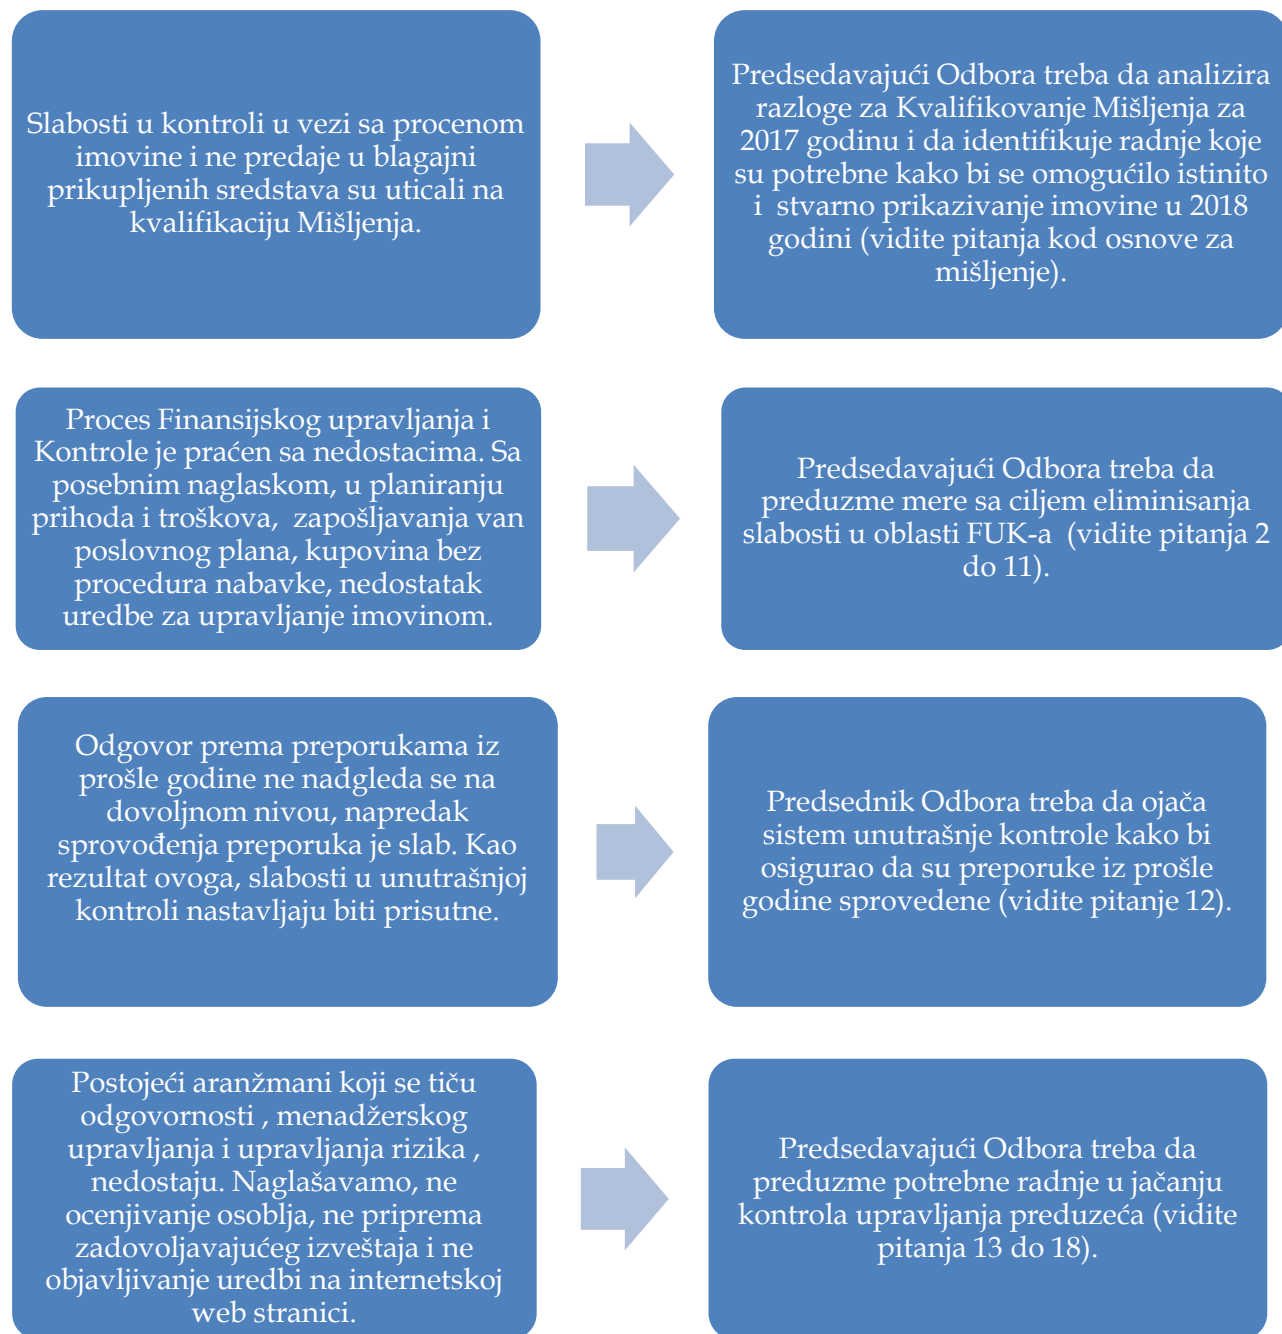 Slabosti u kontroli u vezi sa procenom
imovine i ne predaje u blagajni
prikupljenih sredstava su uticali na
kvalifikaciju Mišljenja.
Predsedavajući Odbora treba da analizira
razloge za Kvalifikovanje Mišljenja za
2017 godinu i da identifikuje radnje koje
su potrebne kako bi se omogućilo istinito
i stvarno prikazivanje imovine u 2018
godini (vidite pitanja kod osnove za
mišljenje).
Proces Finansijskog upravljanja i
Kontrole je praćen sa nedostacima. Sa
posebnim naglaskom, u planiranju
prihoda i troškova, zapošljavanja van
poslovnog plana, kupovina bez
procedura nabavke, nedostatak
uredbe za upravljanje imovinom.
Predsedavajući Odbora treba da
preduzme mere sa ciljem eliminisanja
slabosti u oblasti FUK-a (vidite pitanja 2
do 11).
Odgovor prema preporukama iz
prošle godine ne nadgleda se na
dovoljnom nivou, napredak
sprovođenja preporuka je slab. Kao
rezultat ovoga, slabosti u unutrašnjoj
kontroli nastavljaju biti prisutne.
Predsednik Odbora treba da ojača
sistem unutrašnje kontrole kako bi
osigurao da su preporuke iz prošle
godine sprovedene (vidite pitanje 12).
Postojeći aranžmani koji se tiču
odgovornosti , menadžerskog
upravljanja i upravljanja rizika ,
nedostaju. Naglašavamo, ne
ocenjivanje osoblja, ne priprema
zadovoljavajućeg izveštaja i ne
objavljivanje uredbi na internetskoj
web stranici.
Predsedavajući Odbora treba da
preduzme potrebne radnje u jačanju
kontrola upravljanja preduzeća (vidite
pitanja 13 do 18).